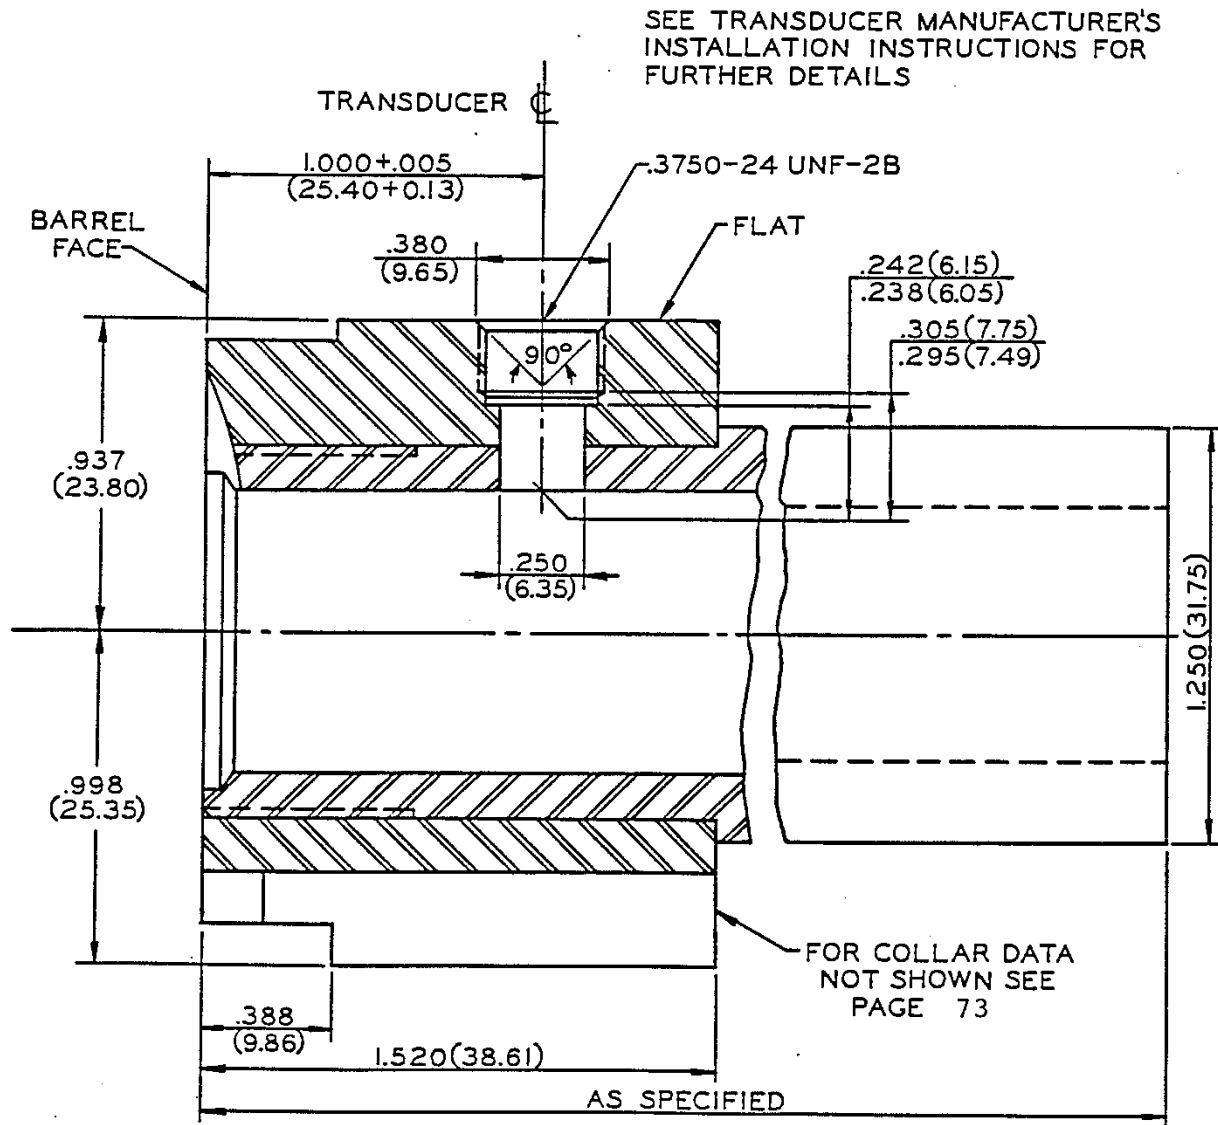 SEE TRANSDUCER MANUFACTURER'S
INSTALLATION INSTRUCTIONS FOR
FURTHER DETAILS
TRANSDUCER ℄
1.000+.005
(25.40+0.13)
.3750-24 UNF-2B
BARREL
FACE
FLAT
.380
(9.65)
.242(6.15)
.238(6.05)
.305(7.75)
.295(7.49)
90°
.937
(23.80)
.250
(6.35)
1.250(31.75)
.998
(25.35)
FOR COLLAR DATA
NOT SHOWN SEE
PAGE 73
.388
(9.86)
1.520(38.61)
AS SPECIFIED